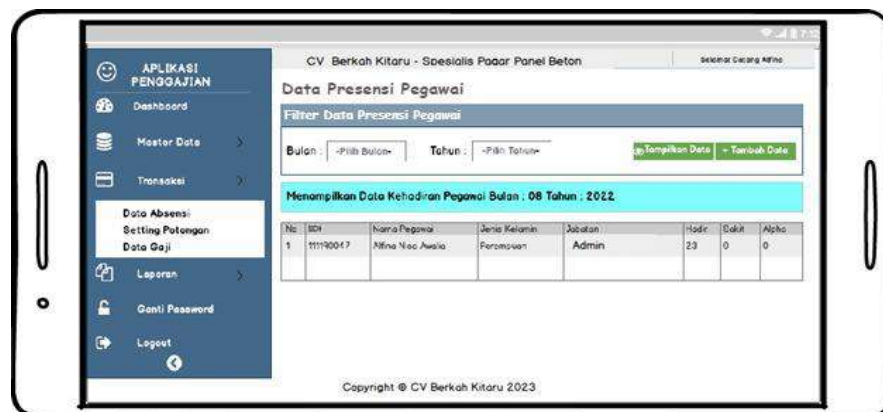 APLIKASI
PENGGAJIAN
Dashboard
Master Data
Transaksi
Data Absensi
Setting Potongan
Data Gaji
Laporan
Ganti Password
Logout
CV Berkah Kitaru - Spesialis Pagar Panel Beton
Selamat Datang Alfina
Data Presensi Pegawai
Filter Data Presensi Pegawai
Bulan : -Pilih Bulan- Tahun : -Pilih Tahun- Tampilkan Data + Tambah Data
Menampilkan Data Kehadiran Pegawai Bulan : 08 Tahun : 2022
No Nama Pegawai Jenis Kelamin Jabatan Hadir Sakit Alpha
1 111190047 Alfina Awalia Perempuan Admin 23 0 0
Copyright © CV Berkah Kitaru 2023